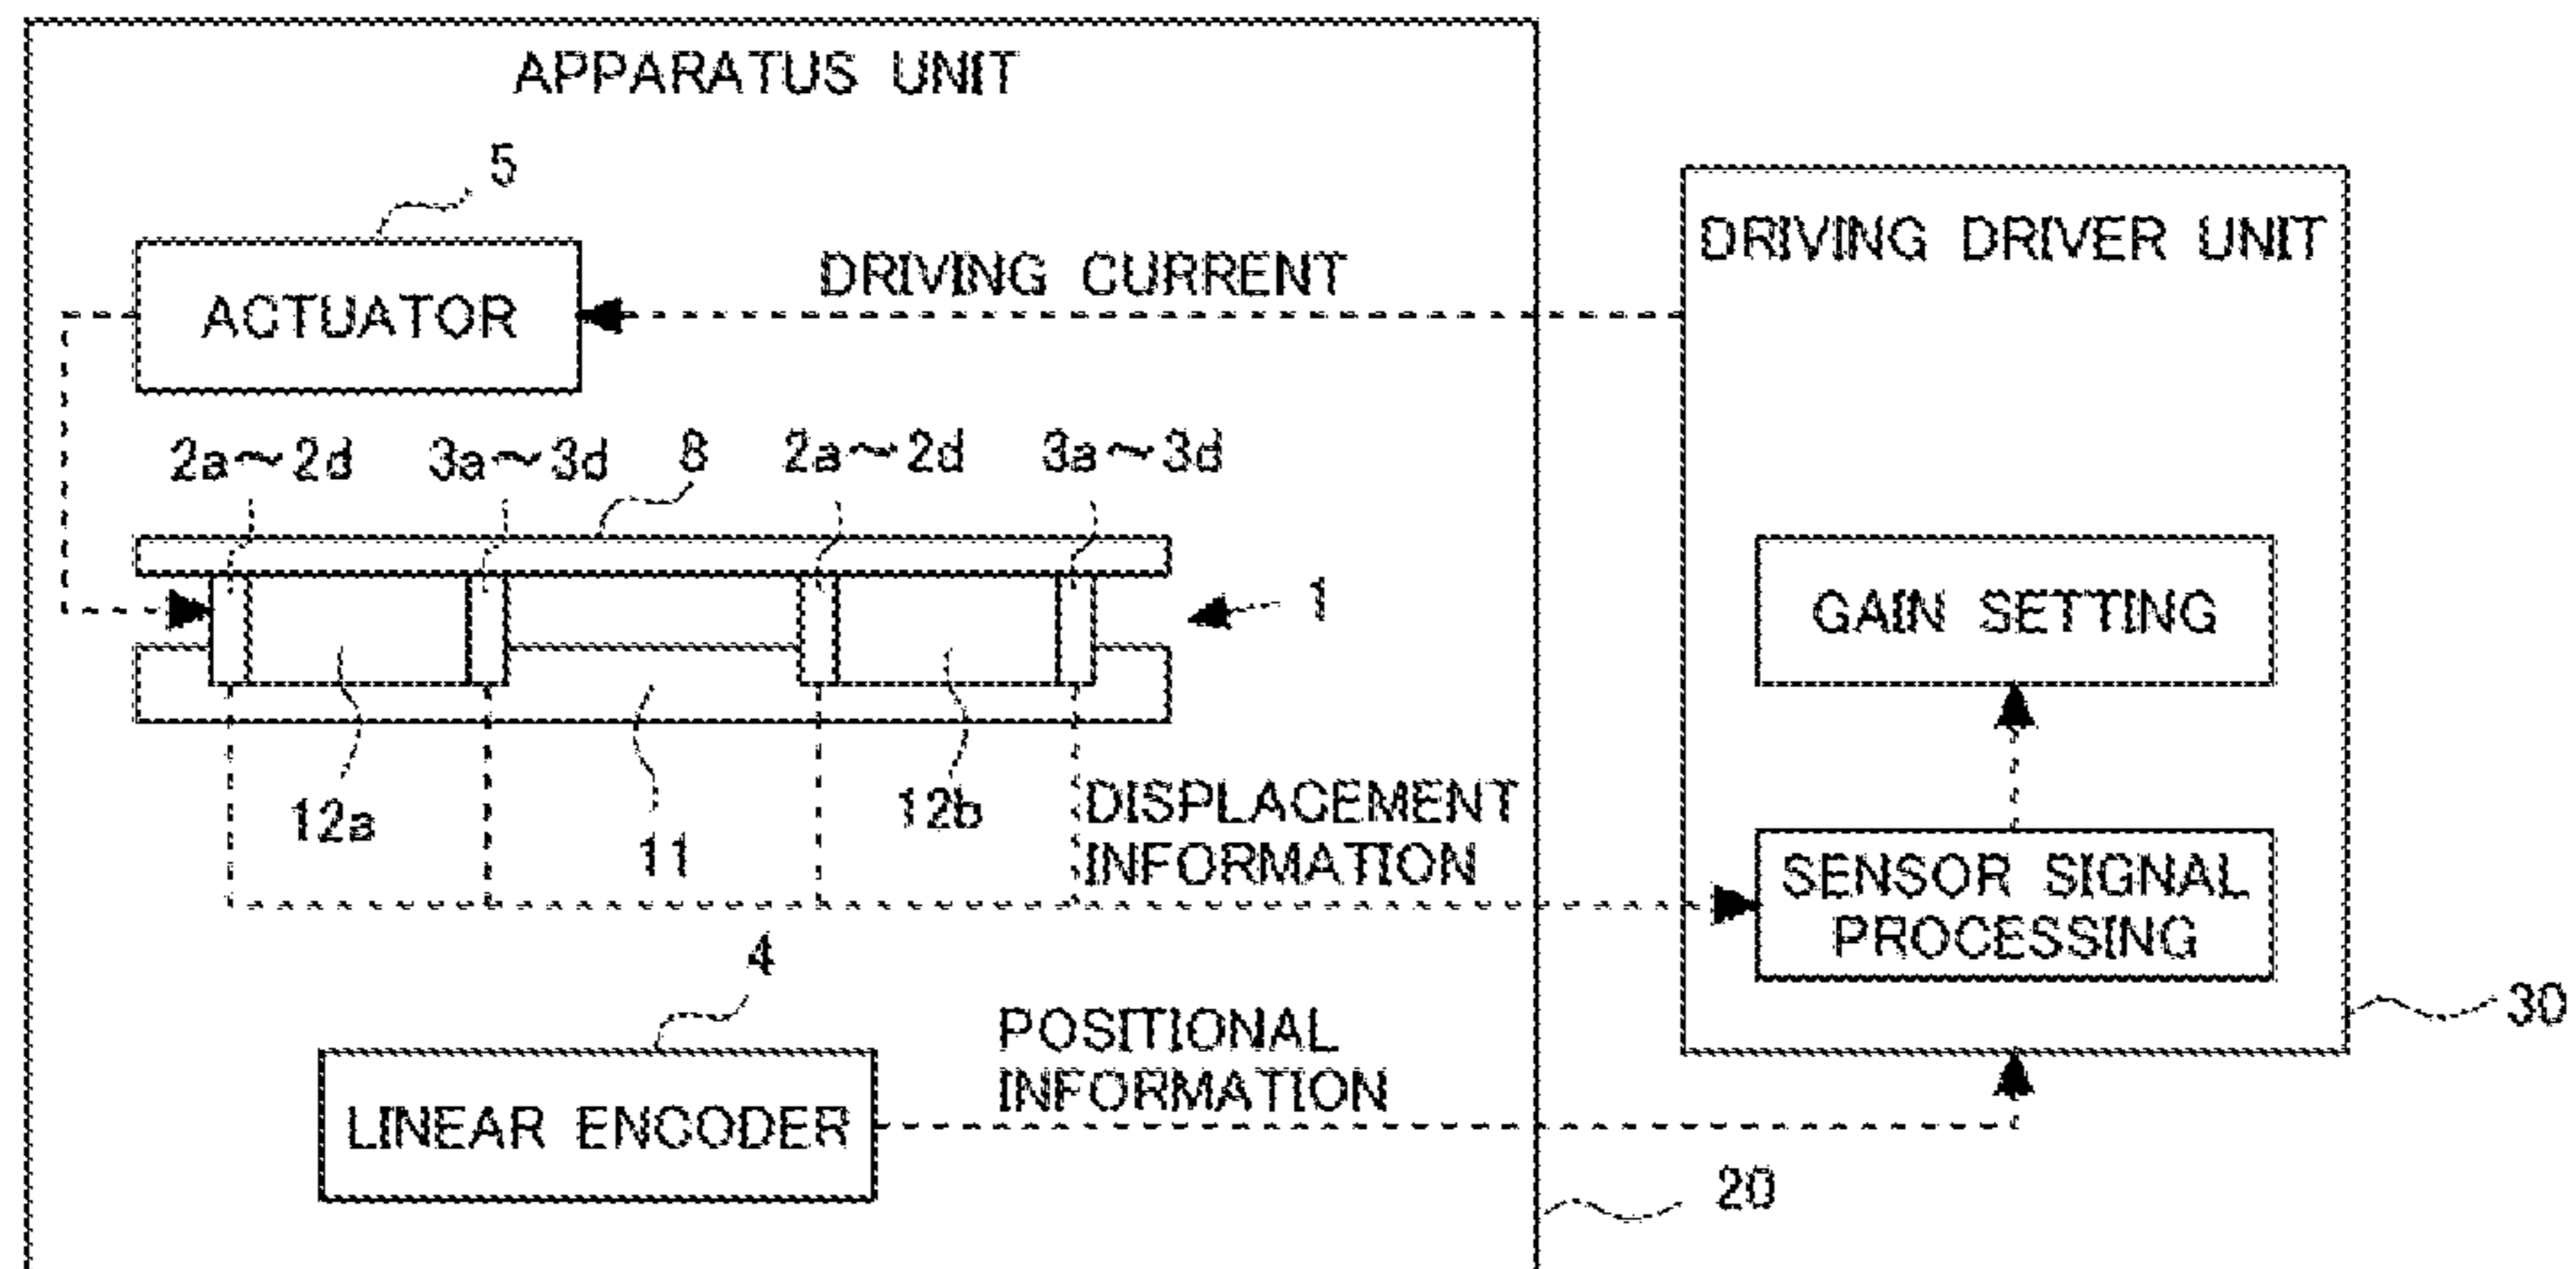 APPARATUS UNIT
5
ACTUATOR
DRIVING CURRENT
DRIVING DRIVER UNIT
2a~2d
3a~3d
8
2a~2d
3a~3d
1
GAIN SETTING
12a
11
12b
DISPLACEMENT
INFORMATION
SENSOR SIGNAL
PROCESSING
4
LINEAR ENCODER
POSITIONAL
INFORMATION
30
20